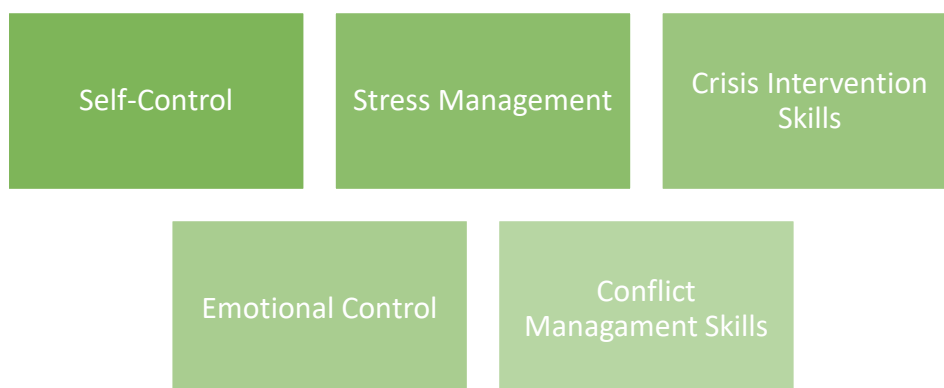 Self-Control
Stress Management
Crisis Intervention
Skills
Emotional Control
Conflict
Managament Skills